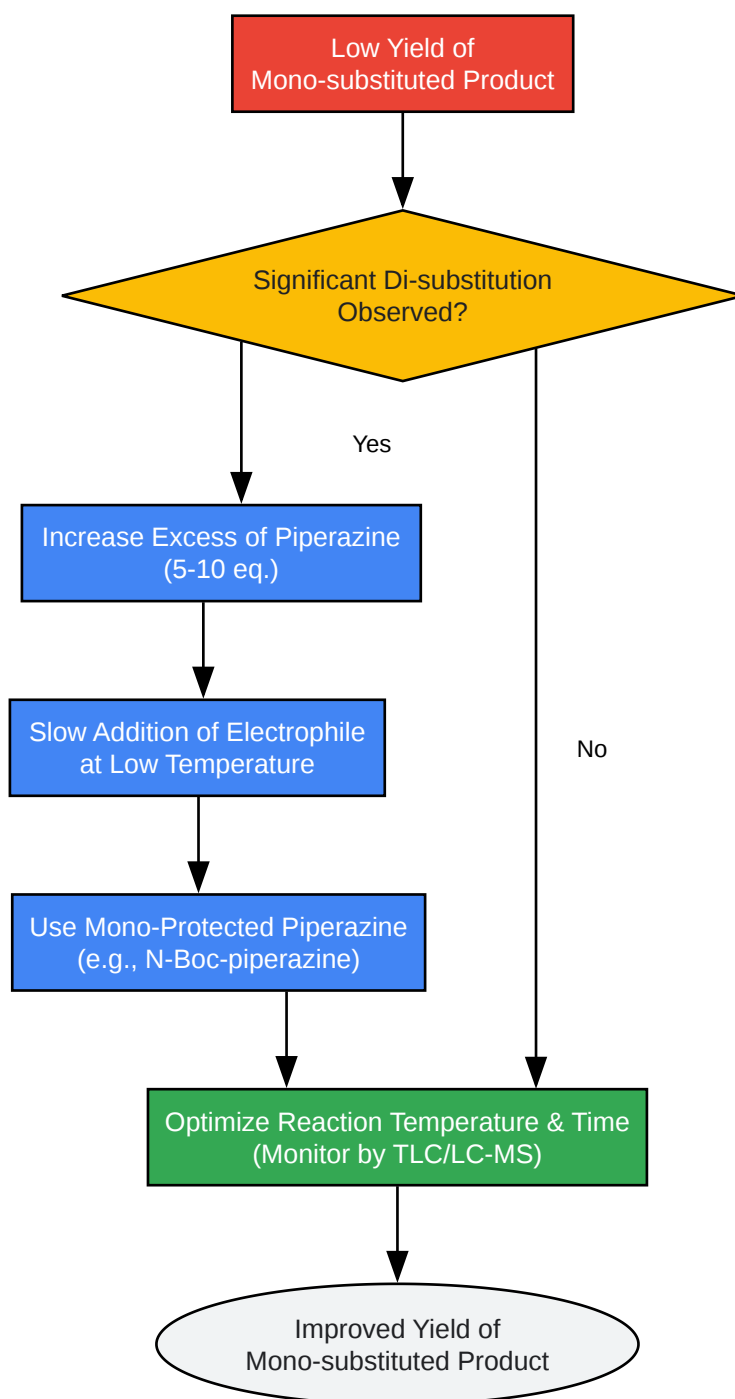 Low Yield of
Mono-substituted Product
Significant Di-substitution
Observed?
Yes
Increase Excess of Piperazine
(5-10 eq.)
Slow Addition of Electrophile
at Low Temperature
No
Use Mono-Protected Piperazine
(e.g., N-Boc-piperazine)
Optimize Reaction Temperature & Time
(Monitor by TLC/LC-MS)
Improved Yield of
Mono-substituted Product